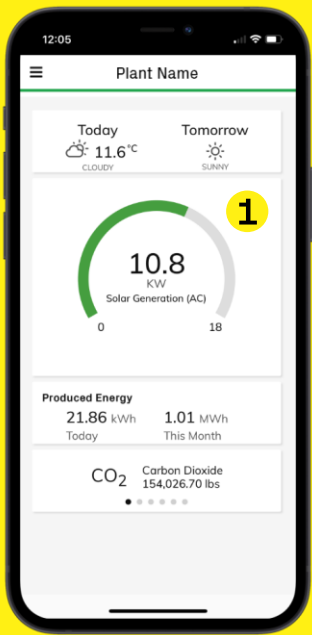 12:05
Plant Name
Today Tomorrow
11.6°C
CLOUDY SUNNY
1
10.8
KW
Solar Generation (AC)
0 18
Produced Energy
21.86 kWh 1.01 MWh
Today This Month
CO2 Carbon Dioxide
154,026.70 lbs